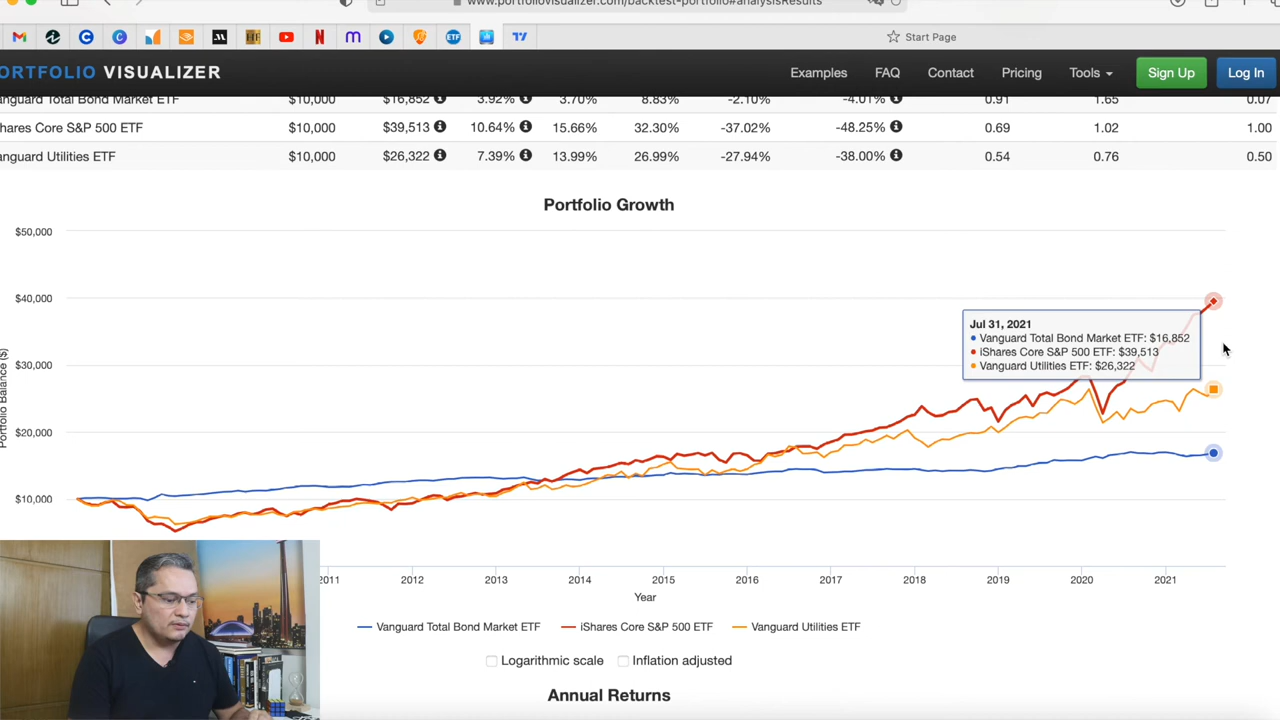 www.portfoliovisualizer.com/backtest-portfolio#analysisResults
Start Page
ORTFOLIO VISUALIZER
Examples FAQ Contact Pricing Tools Sign Up Log In
anguard Total Bond Market ETF $10,000 $16,852 3.92% 3.70% 8.83% -2.10% -4.01% 0.91 1.65 0.07
hares Core S&P 500 ETF $10,000 $39,513 10.64% 15.66% 32.30% -37.02% -48.25% 0.69 1.02 1.00
anguard Utilities ETF $10,000 $26,322 7.39% 13.99% 26.99% -27.94% -38.00% 0.54 0.76 0.50
Portfolio Growth
$50,000
$40,000
Jul 31, 2021
Vanguard Total Bond Market ETF: $16,852
iShares Core S&P 500 ETF: $39,513
Vanguard Utilities ETF: $26,322
$30,000
$20,000
$10,000
Portfolio Balance ($)
2011 2012 2013 2014 2015 2016 2017 2018 2019 2020 2021
Year
Vanguard Total Bond Market ETF iShares Core S&P 500 ETF Vanguard Utilities ETF
Logarithmic scale Inflation adjusted
Annual Returns